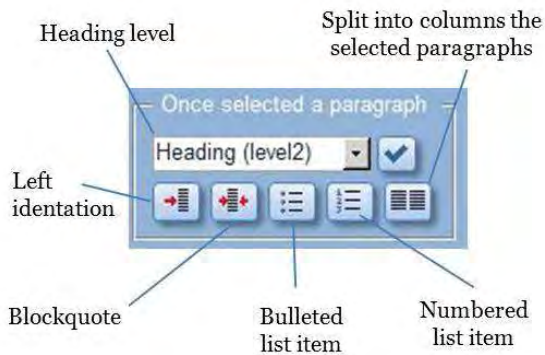 Heading level
Split into columns the
selected paragraphs
Once selected a paragraph
Heading (level2)
Left
identation
Blockquote
Bulleted
list item
Numbered
list item